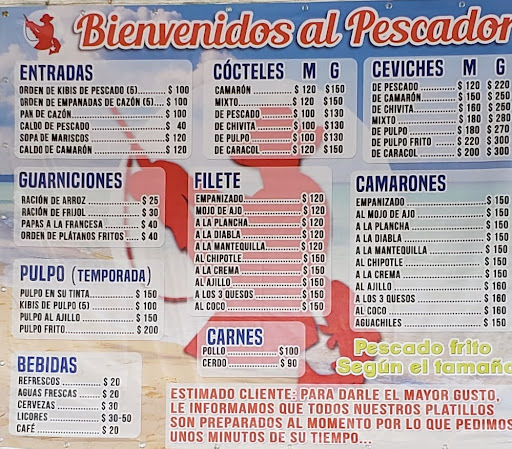 Bienvenidos al Pescador
ENTRADAS
ORDEN DE KIBIS DE PESCADO (5)..... $ 100
ORDEN DE EMPANADAS DE CAZÓN (5).... $ 100
PAN DE CAZÓN........ $ 100
CALDO DE PESCADO........ $ 40
SOPA DE MARISCOS........ $ 120
CALDO DE CAMARÓN........ $ 120
CÓCTELES M G
CAMARÓN........ $ 120 $150
MIXTO........ $ 120 $150
DE PESCADO........ $ 100 $130
DE CHIVITA........ $ 100 $130
DE PULPO........ $ 100 $130
DE CARACOL........ $ 120 $150
CEVICHES M G
DE PESCADO........ $ 120 $ 220
DE CAMARÓN........ $ 150 $ 250
DE CHIVITA........ $ 160 $ 250
MIXTO........ $ 180 $ 280
DE PULPO........ $ 180 $ 270
DE PULPO FRITO........ $ 220 $ 300
DE CARACOL........ $ 200 $ 300
GUARNICIONES
RACIÓN DE ARROZ........ $ 25
RACIÓN DE FRIJOL........ $ 30
PAPAS A LA FRANCESA........ $ 40
ORDEN DE PLÁTANOS FRITOS........ $ 40
FILETE
EMPANIZADO........ $ 120
MOJO DE AJO........ $ 120
A LA PLANCHA........ $ 120
A LA DIABLA........ $ 120
A LA MANTEQUILLA........ $ 120
AL CHIPOTLE........ $ 150
A LA CREMA........ $ 150
AL AJILLO........ $ 150
A LOS 3 QUESOS........ $ 150
AL COCO........ $ 150
CAMARONES
EMPANIZADO........ $ 150
AL MOJO DE AJO........ $ 150
A LA PLANCHA........ $ 150
A LA DIABLA........ $ 150
A LA MANTEQUILLA........ $ 150
AL CHIPOTLE........ $ 150
A LA CREMA........ $ 150
AL AJILLO........ $ 160
A LOS 3 QUESOS........ $ 160
AL COCO........ $ 160
AGUACHILES........ $ 150
PULPO (TEMPORADA)
PULPO EN SU TINTA........ $ 150
KIBIS DE PULPO (5)........ $ 100
PULPO AL AJILLO........ $ 150
PULPO FRITO........ $ 200
CARNES
POLLO........ $100
CERDO........ $ 90
Pescado frito
Según el tamaño
BEBIDAS
REFRESCOS........ $ 20
AGUAS FRESCAS........ $ 20
CERVEZAS........ $ 30
LICORES........ $ 30-50
CAFÉ........ $ 20
ESTIMADO CLIENTE: PARA DARLE EL MAYOR GUSTO,
LE INFORMAMOS QUE TODOS NUESTROS PLATILLOS
SON PREPARADOS AL MOMENTO POR LO QUE PEDIMOS
UNOS MINUTOS DE SU TIEMPO...